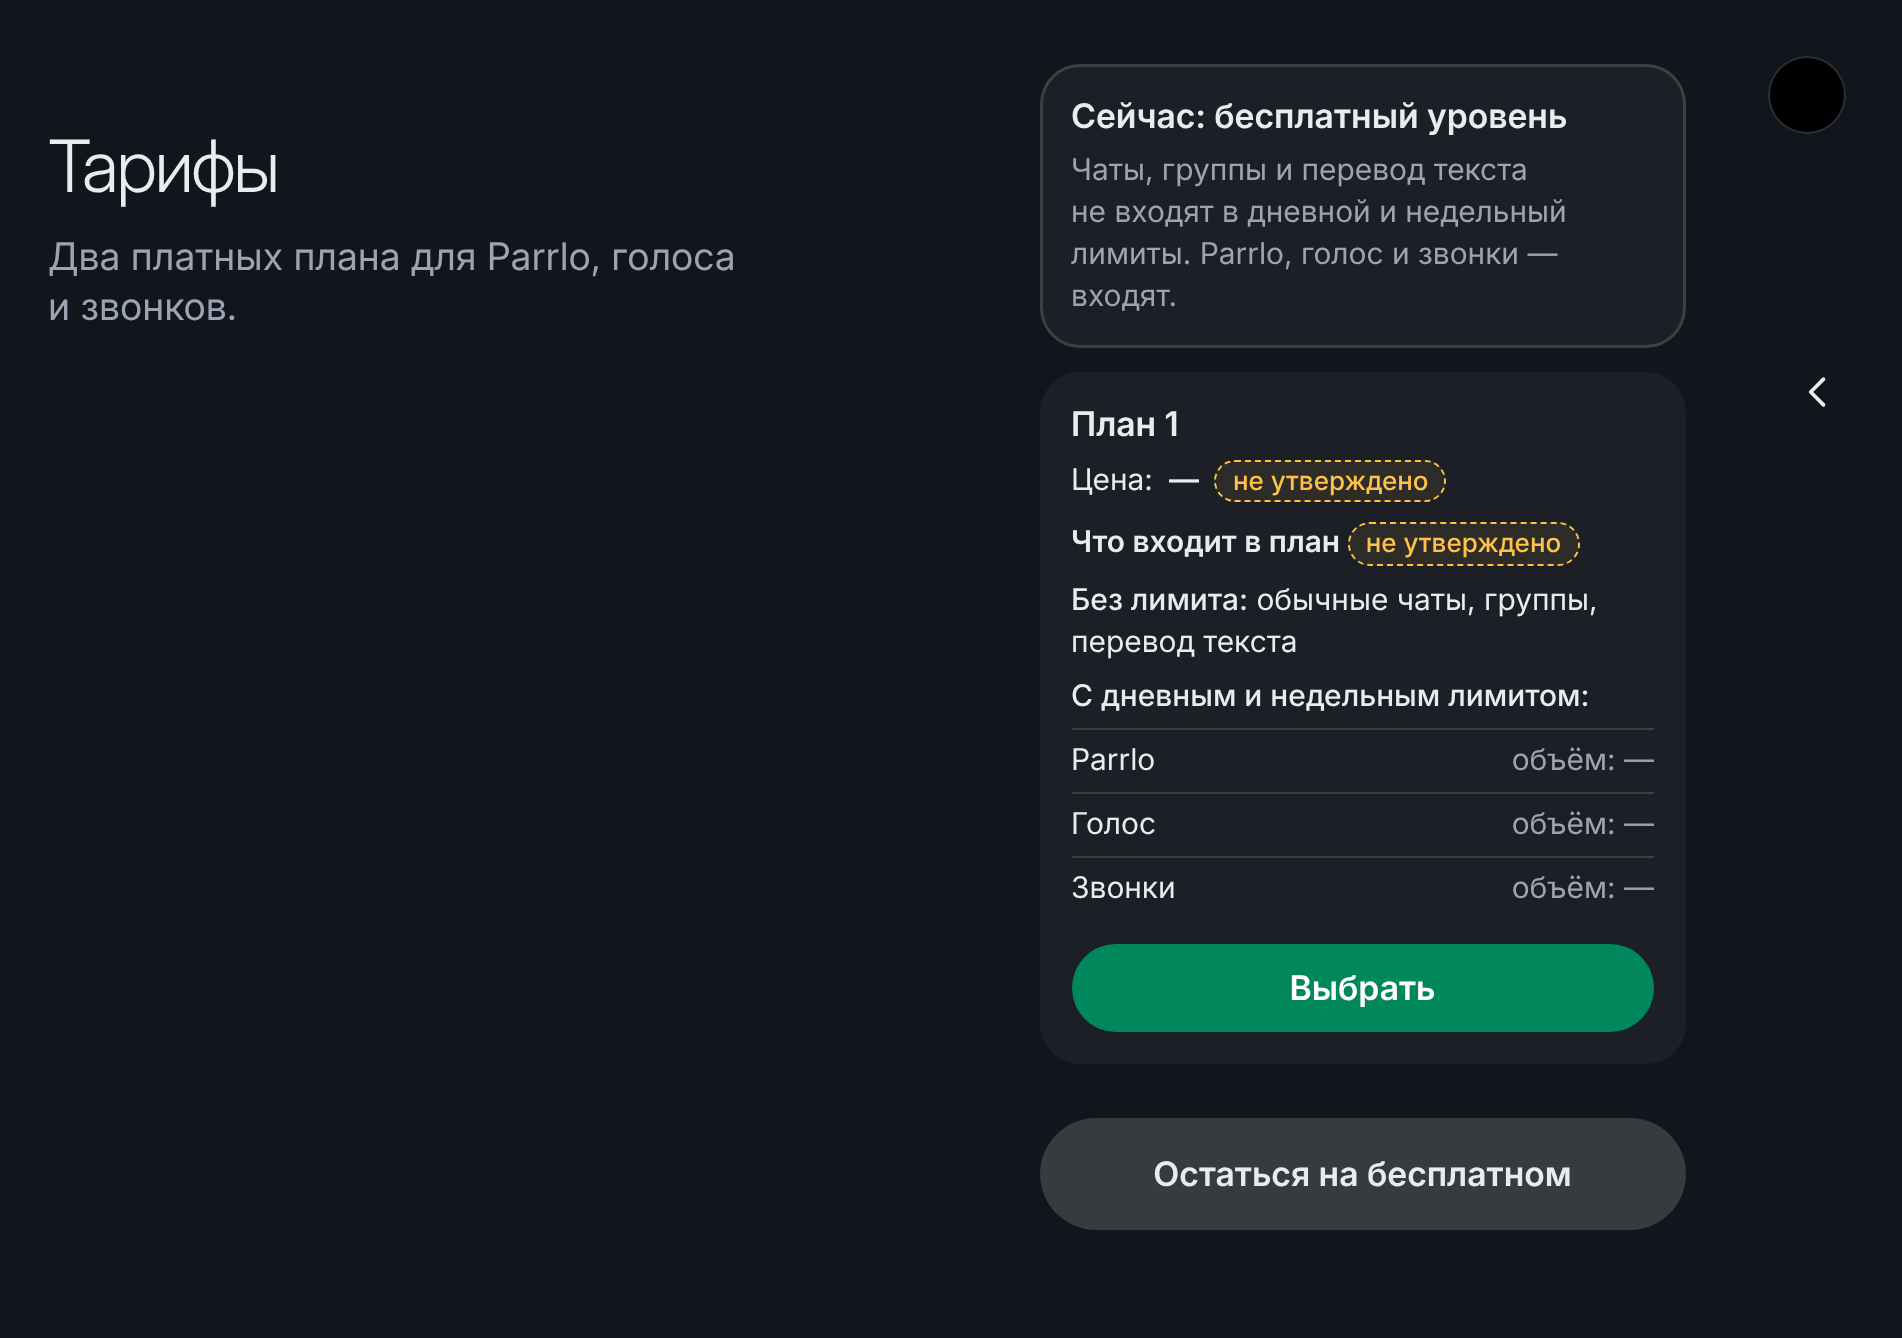 Тарифы
Два платных плана для Parrlo, голоса
и звонков.
Сейчас: бесплатный уровень
Чаты, группы и перевод текста
не входят в дневной и недельный
лимиты. Parrlo, голос и звонки —
входят.
План 1
Цена: — не утверждено
Что входит в план не утверждено
Без лимита: обычные чаты, группы,
перевод текста
С дневным и недельным лимитом:
Parrlo объём: —
Голос объём: —
Звонки объём: —
Выбрать
Остаться на бесплатном